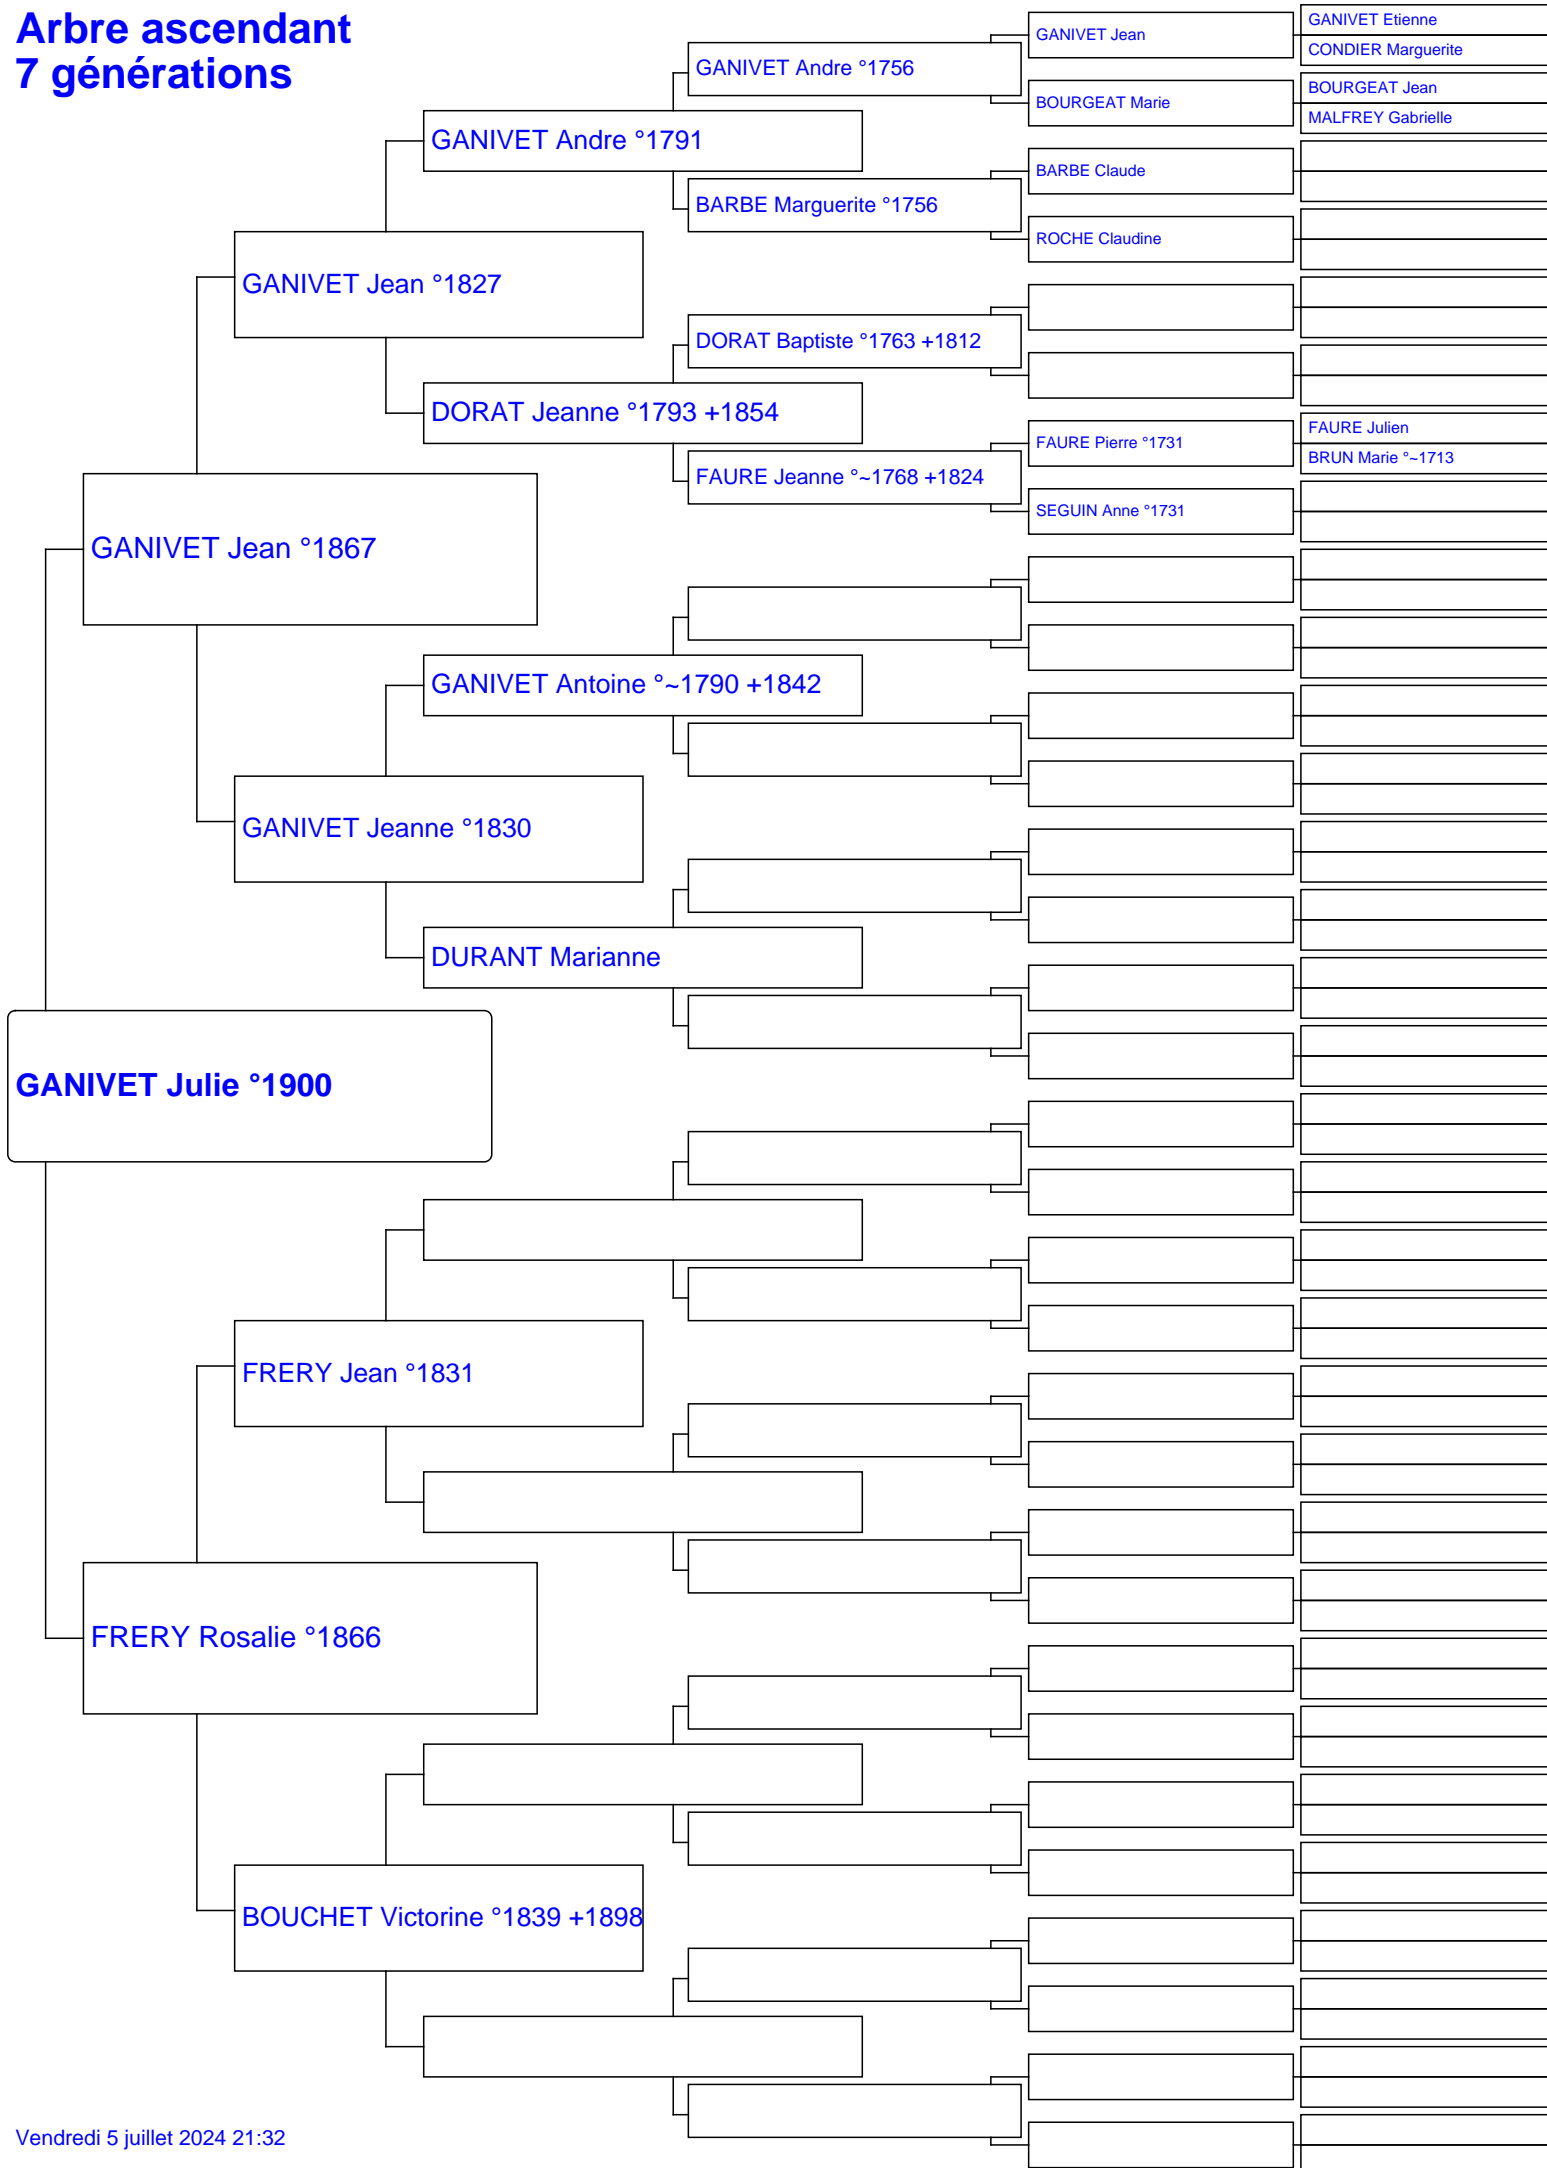 Arbre ascendant
7 générations
GANIVET Julie °1900
GANIVET Jean °1867
FRERY Rosalie °1866
GANIVET Jean °1827
GANIVET Jeanne °1830
FRERY Jean °1831
BOUCHET Victorine °1839 +1898
GANIVET Andre °1791
DORAT Jeanne °1793 +1854
GANIVET Antoine °~1790 +1842
DURANT Marianne
GANIVET Andre °1756
BARBE Marguerite °1756
DORAT Baptiste °1763 +1812
FAURE Jeanne °~1768 +1824
GANIVET Jean
BOURGEAT Marie
BARBE Claude
ROCHE Claudine
FAURE Pierre °1731
SEGUIN Anne °1731
GANIVET Etienne
CONDIER Marguerite
BOURGEAT Jean
MALFREY Gabrielle
FAURE Julien
BRUN Marie °~1713
Vendredi 5 juillet 2024 21:32